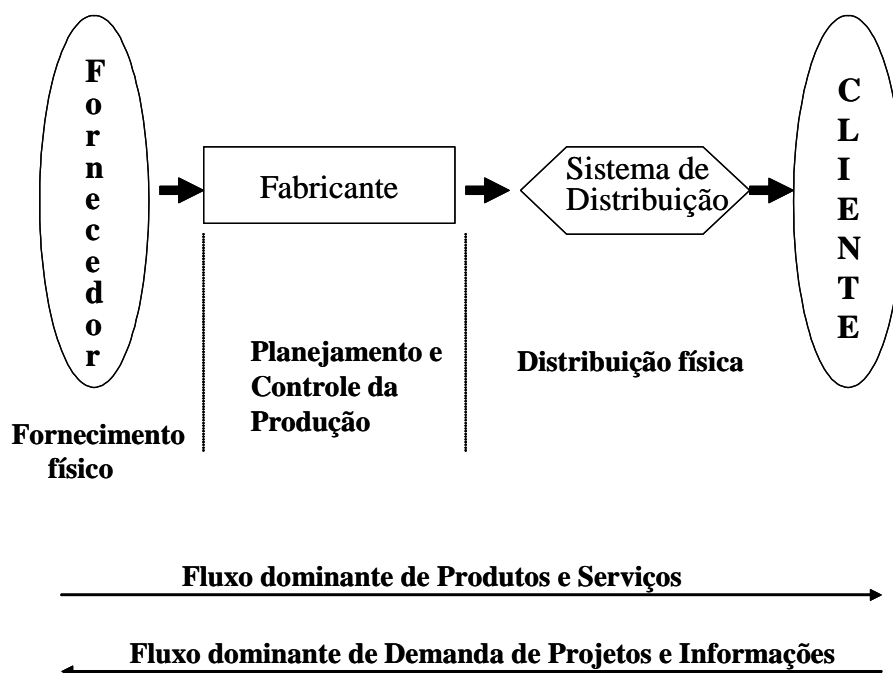 Fornecedor
Fabricante
Sistema de
Distribuição
CLIENTE
Planejamento e
Controle da
Produção
Distribuição física
Fornecimento
físico
Fluxo dominante de Produtos e Serviços
Fluxo dominante de Demanda de Projetos e Informações